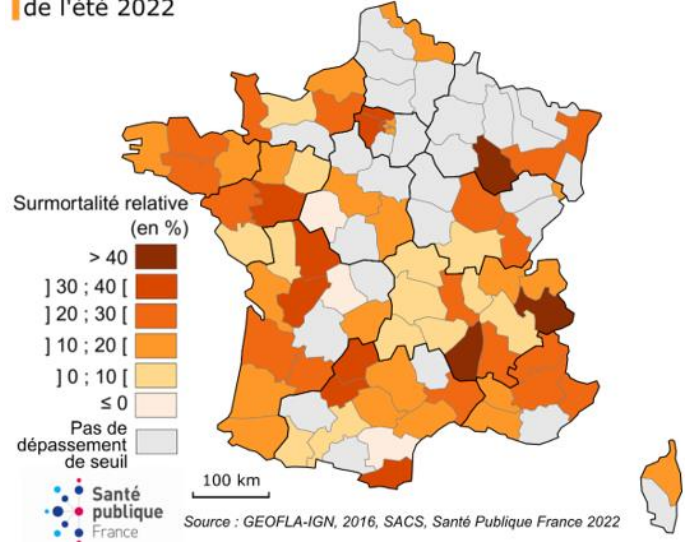 de l'été 2022
Surmortalité relative
(en %)
> 40
] 30 ; 40 [
] 20 ; 30 [
] 10 ; 20 [
] 0 ; 10 [
≤ 0
Pas de
dépassement
de seuil
100 km
Santé
publique
France
Source : GEOFLA-IGN, 2016, SACS, Santé Publique France 2022